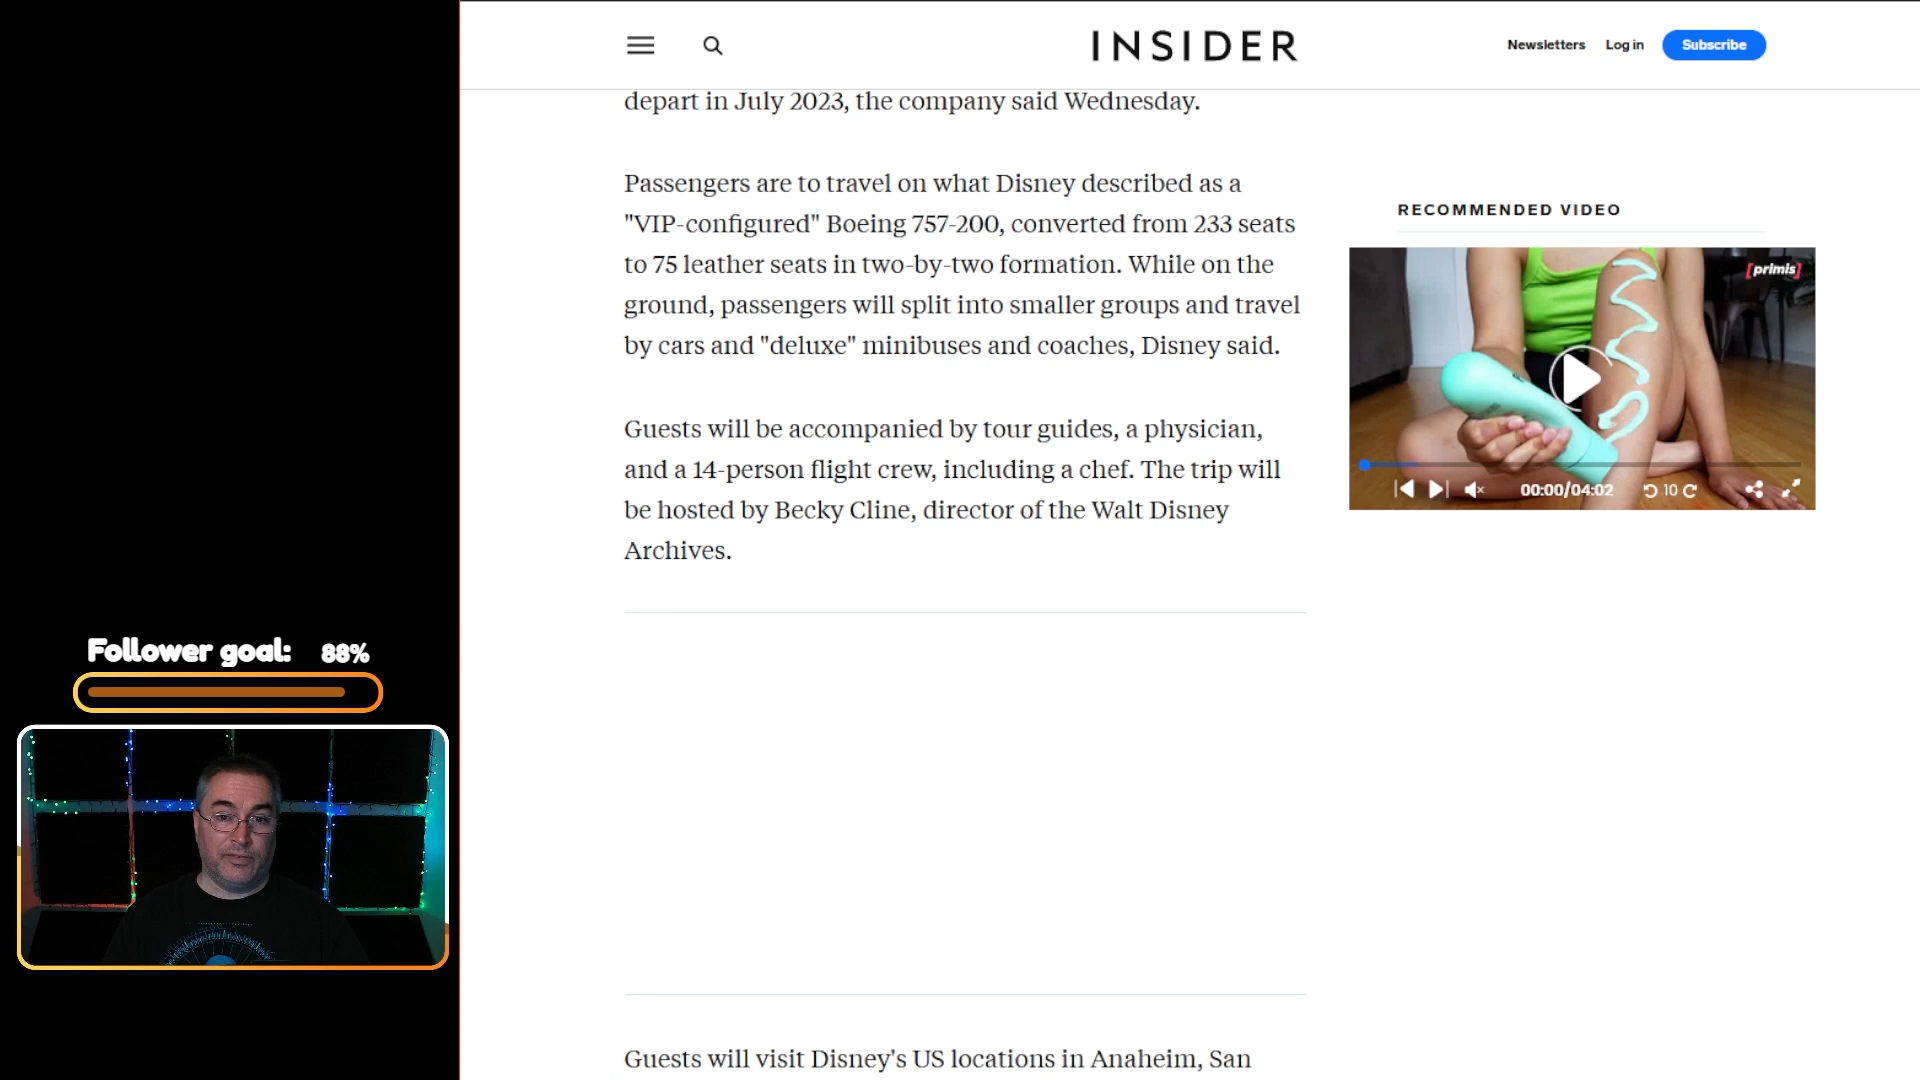 INSIDER
Newsletters Log in Subscribe
depart in July 2023, the company said Wednesday.
Passengers are to travel on what Disney described as a
"VIP-configured" Boeing 757-200, converted from 233 seats
to 75 leather seats in two-by-two formation. While on the
ground, passengers will split into smaller groups and travel
by cars and "deluxe" minibuses and coaches, Disney said.
Guests will be accompanied by tour guides, a physician,
and a 14-person flight crew, including a chef. The trip will
be hosted by Becky Cline, director of the Walt Disney
Archives.
Guests will visit Disney's US locations in Anaheim, San
RECOMMENDED VIDEO
[primis]
00:00/04:02
10
Follower goal: 88%